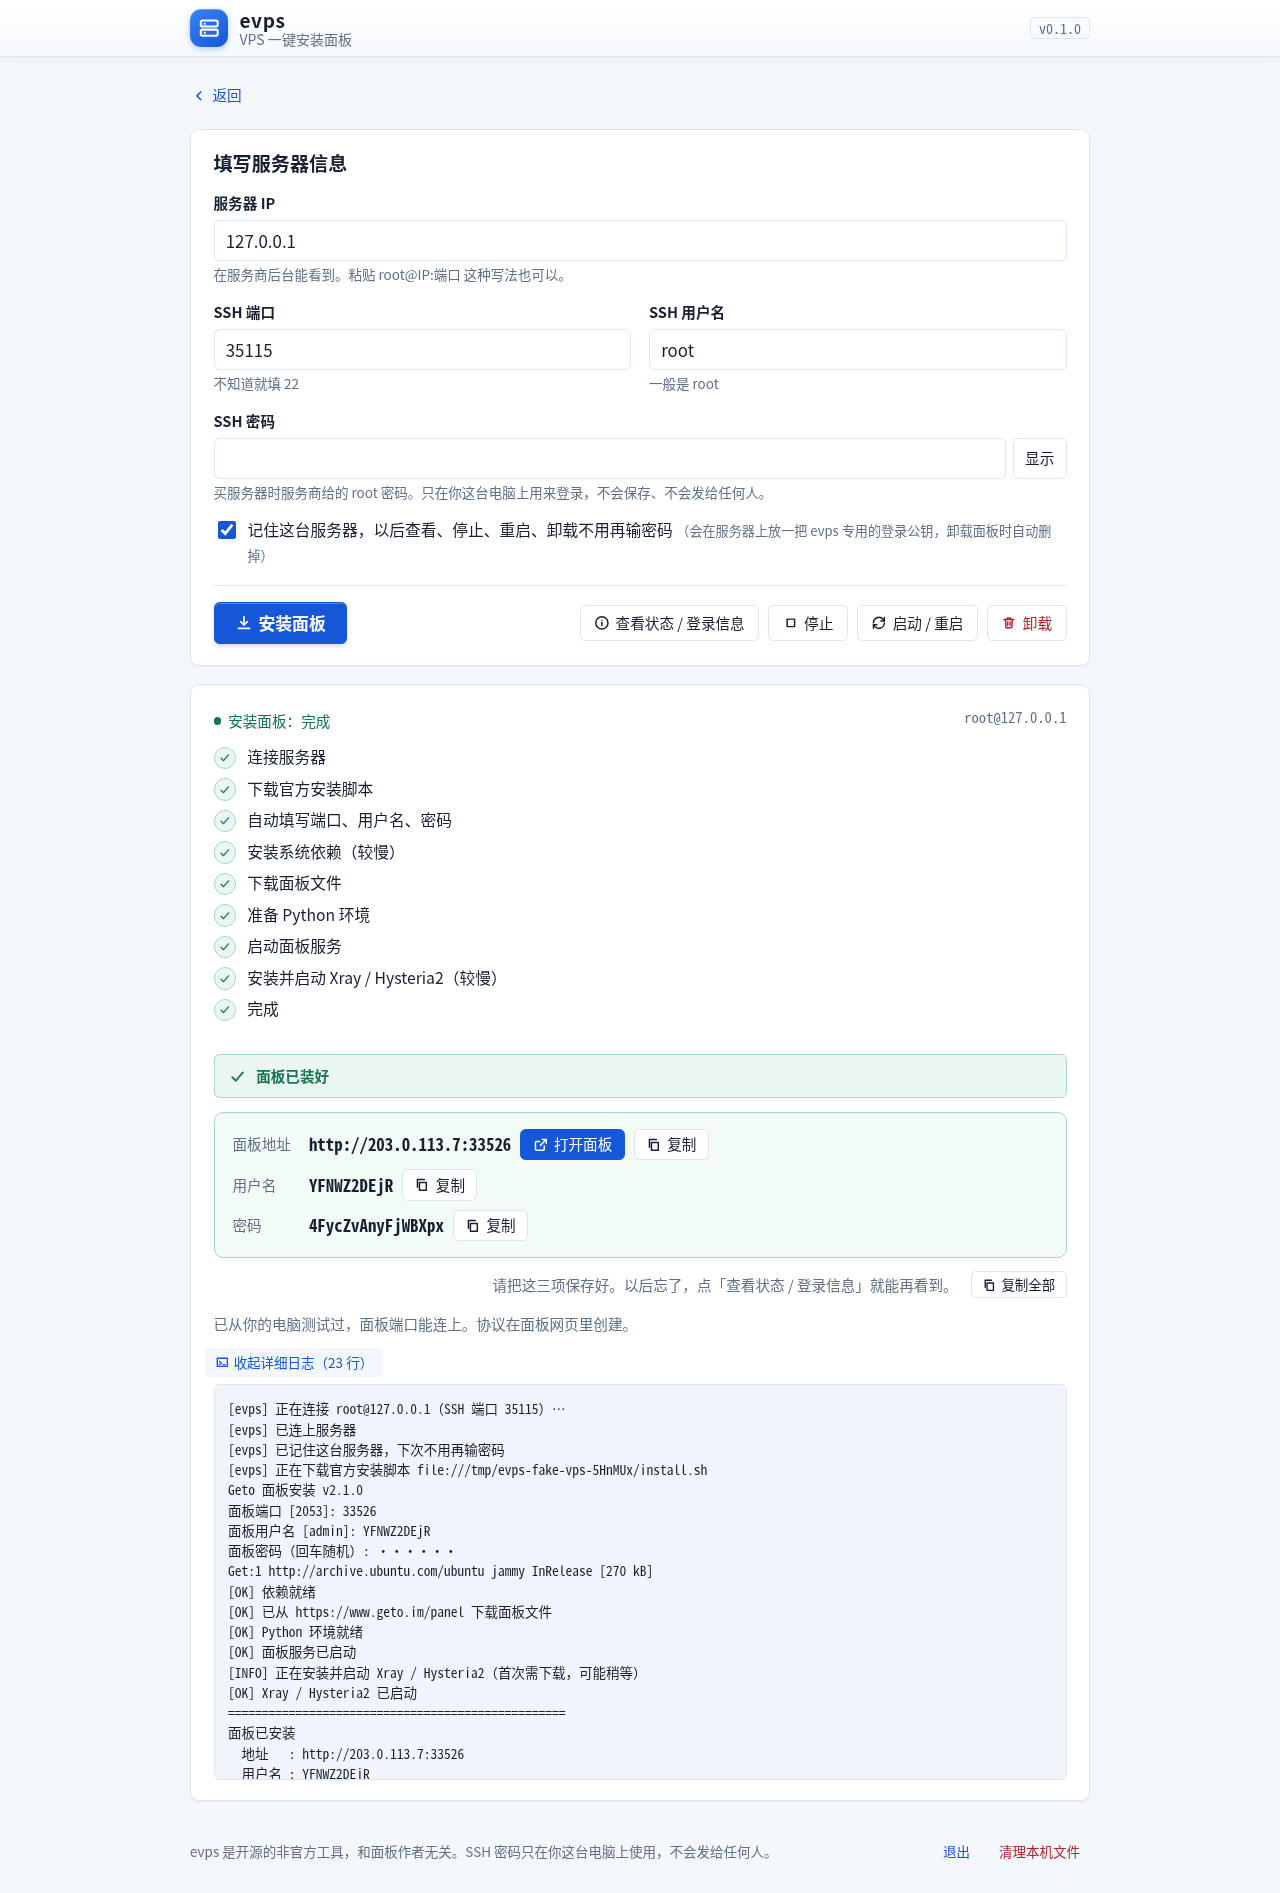 evps
VPS 一键安装面板
v0.1.0
返回
填写服务器信息
服务器 IP
127.0.0.1
在服务商后台能看到。粘贴 root@IP:端口 这种写法也可以。
SSH 端口
SSH 用户名
35115
root
不知道就填 22
一般是 root
SSH 密码
显示
买服务器时服务商给的 root 密码。只在你这台电脑上用来登录，不会保存、不会发给任何人。
记住这台服务器，以后查看、停止、重启、卸载不用再输密码 （会在服务器上放一把 evps 专用的登录公钥，卸载面板时自动删
掉）
安装面板
查看状态 / 登录信息
停止
启动 / 重启
卸载
安装面板：完成
root@127.0.0.1
连接服务器
下载官方安装脚本
自动填写端口、用户名、密码
安装系统依赖（较慢）
下载面板文件
准备 Python 环境
启动面板服务
安装并启动 Xray / Hysteria2（较慢）
完成
面板已装好
面板地址 http://203.0.113.7:33526 打开面板 复制
用户名 YFNWZ2DEjR 复制
密码 4FycZvAnyFjWBXpx 复制
请把这三项保存好。以后忘了，点「查看状态 / 登录信息」就能再看到。 复制全部
已从你的电脑测试过，面板端口能连上。协议在面板网页里创建。
收起详细日志（23 行）
[evps] 正在连接 root@127.0.0.1（SSH 端口 35115）…
[evps] 已连上服务器
[evps] 已记住这台服务器，下次不用再输密码
[evps] 正在下载官方安装脚本 file:///tmp/evps-fake-vps-5HnMUx/install.sh
Geto 面板安装 v2.1.0
面板端口 [2053]: 33526
面板用户名 [admin]: YFNWZ2DEjR
面板密码（回车随机）: ······
Get:1 http://archive.ubuntu.com/ubuntu jammy InRelease [270 kB]
[OK] 依赖就绪
[OK] 已从 https://www.geto.im/panel 下载面板文件
[OK] Python 环境就绪
[OK] 面板服务已启动
[INFO] 正在安装并启动 Xray / Hysteria2（首次需下载，可能稍等）
[OK] Xray / Hysteria2 已启动
==================================================
面板已安装
地址 : http://203.0.113.7:33526
用户名 : YFNWZ2DEjR
evps 是开源的非官方工具，和面板作者无关。SSH 密码只在你这台电脑上使用，不会发给任何人。
退出
清理本机文件